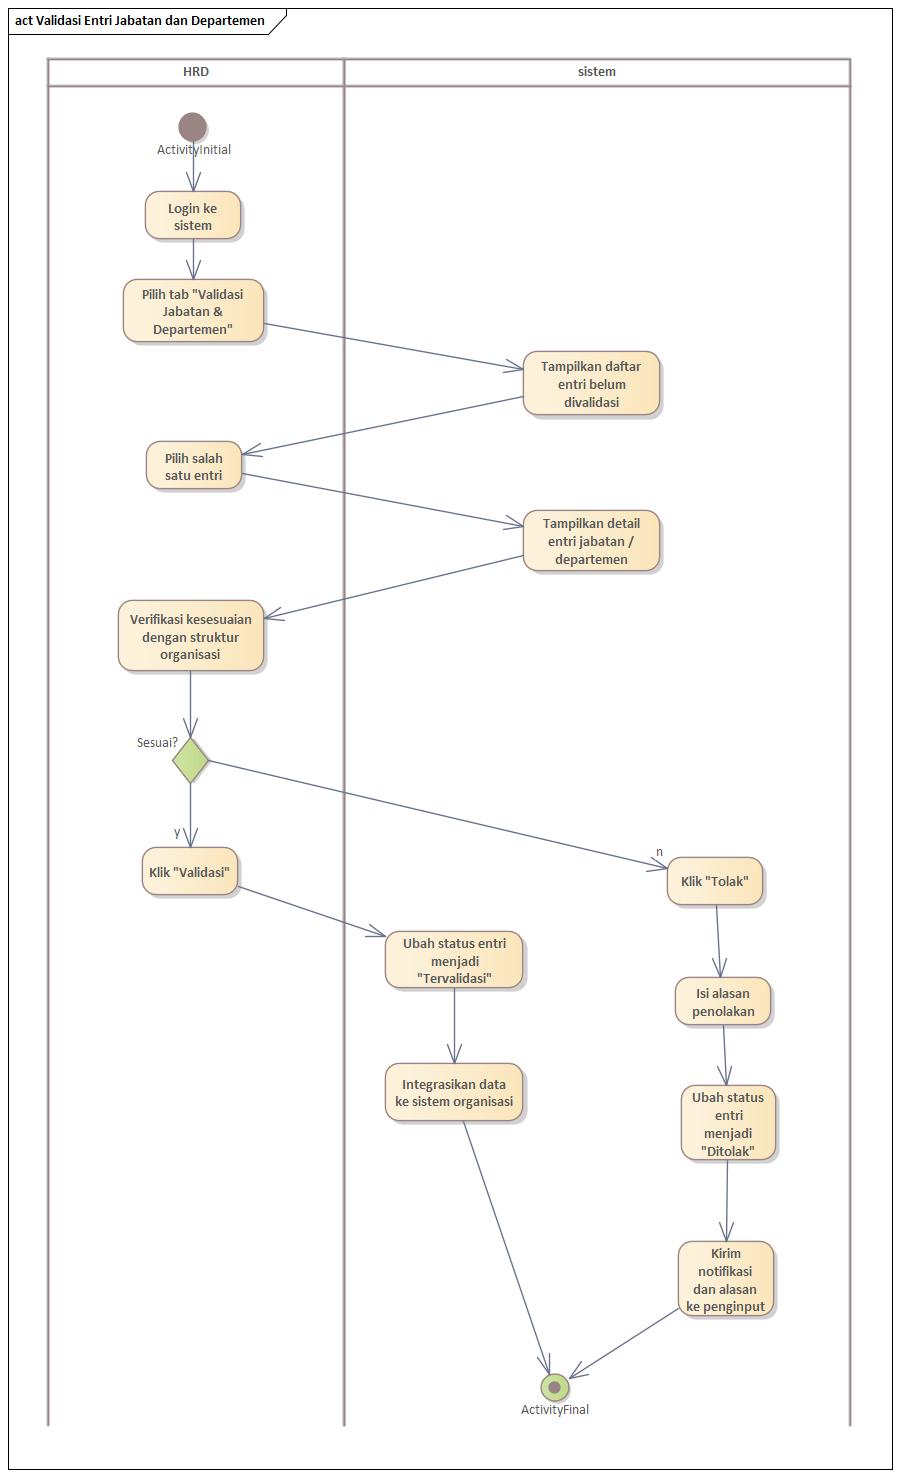 act Validasi Entri Jabatan dan Departemen
HRD
sistem
ActivityInitial
Login ke
sistem
Pilih tab "Validasi
Jabatan &
Departemen"
Tampilkan daftar
entri belum
divalidasi
Pilih salah
satu entri
Tampilkan detail
entri jabatan /
departemen
Verifikasi kesesuaian
dengan struktur
organisasi
Sesuai?
y
n
Klik "Validasi"
Klik "Tolak"
Ubah status entri
menjadi
"Tervalidasi"
Isi alasan
penolakan
Integrasikan data
ke sistem organisasi
Ubah status
entri
menjadi
"Ditolak"
Kirim
notifikasi
dan alasan
ke penginput
ActivityFinal